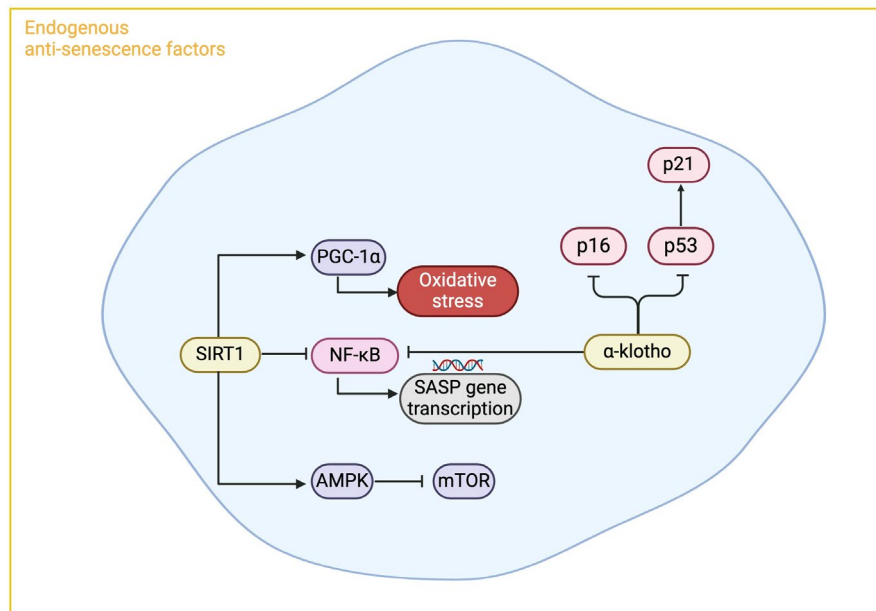 Endogenous
anti-senescence factors
p21
p16
p53
PGC-1α
Oxidative
stress
SIRT1
NF-κB
α-klotho
SASP gene
transcription
AMPK
mTOR